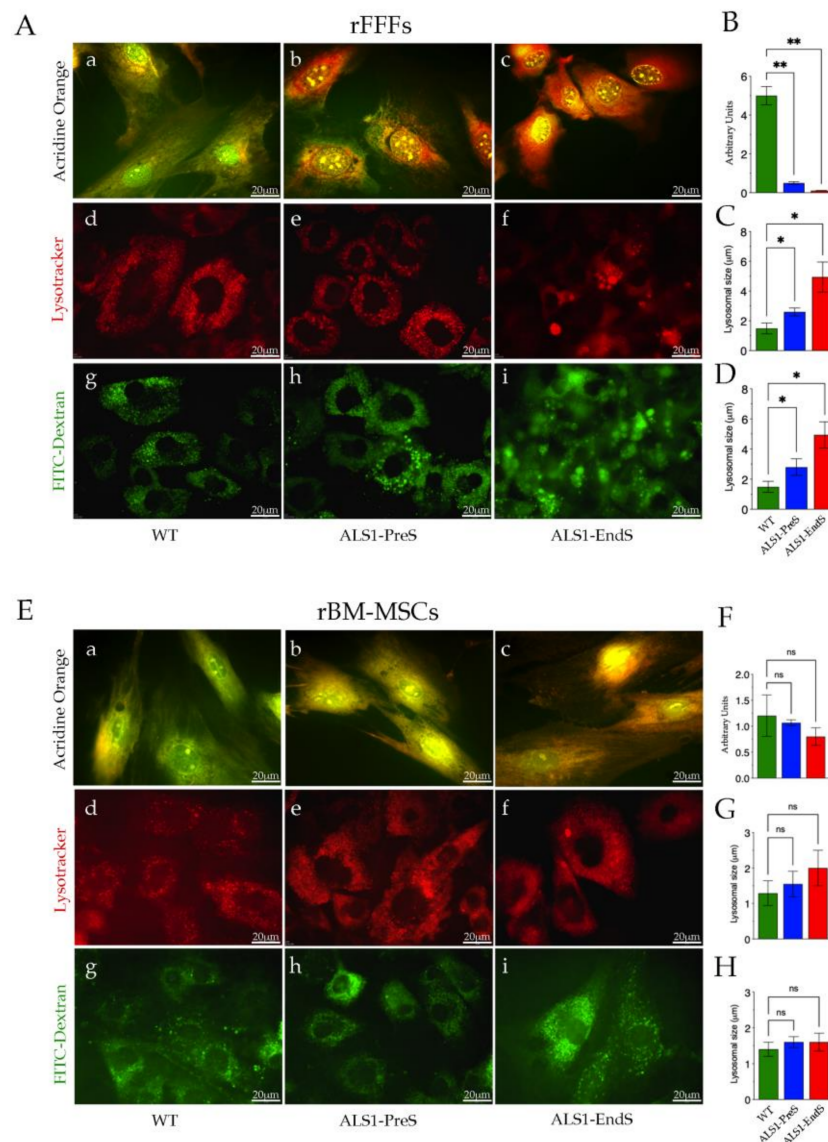 A
rFFFs
Acridine Orange
a
20μm
b
20μm
c
20μm
Lysotracker
d
20μm
e
20μm
f
20μm
FITC-Dextran
g
20μm
h
20μm
i
20μm
WT
ALS1-PreS
ALS1-EndS
B
**
**
Arbitrary Units
6
4
2
0
C
*
*
Lysosomal size (μm)
8
6
4
2
0
D
*
*
Lysosomal size (μm)
8
6
4
2
0
WT
ALS1-PreS
ALS1-EndS
E
rBM-MSCs
Acridine Orange
a
20μm
b
20μm
c
20μm
Lysotracker
d
20μm
e
20μm
f
20μm
FITC-Dextran
g
20μm
h
20μm
i
20μm
WT
ALS1-PreS
ALS1-EndS
F
ns
ns
Arbitrary Units
2.0
1.5
1.0
0.5
0.0
G
ns
ns
Lysosomal size (μm)
3
2
1
0
H
ns
ns
Lysosomal size (μm)
3
2
1
0
WT
ALS1-PreS
ALS1-EndS